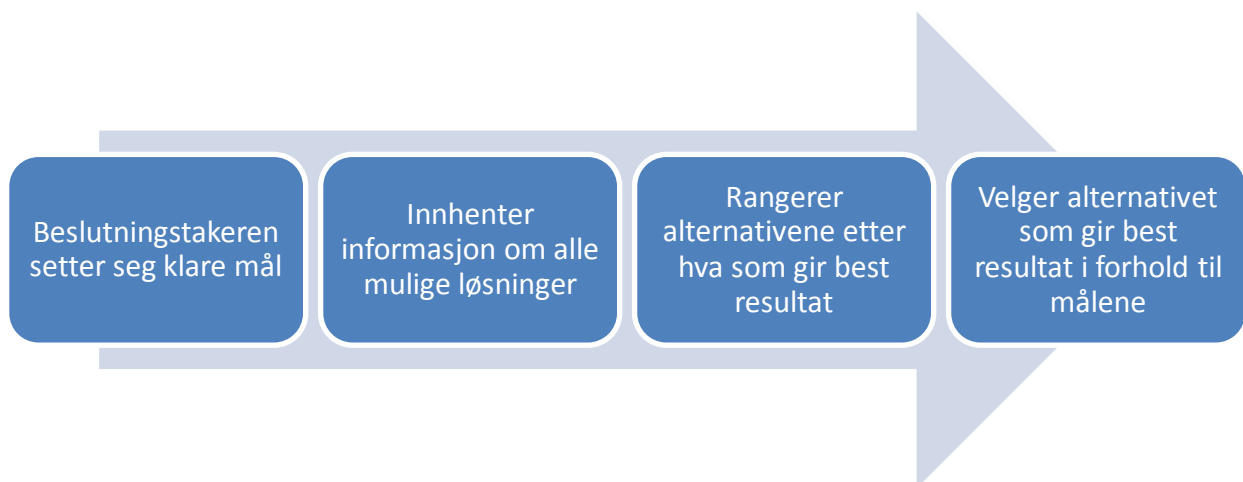 Beslutningstakeren
setter seg klare mål
Innhenter
informasjon om alle
mulige løsninger
Rangerer
alternativene etter
hva som gir best
resultat
Velger alternativet
som gir best
resultat i forhold til
målene